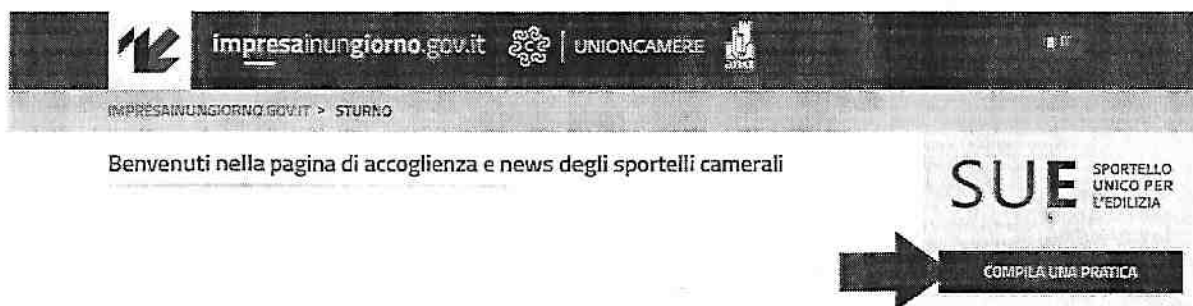 impresainungiorno.gov.it
UNIONCAMERE
anci
IMPRESAINUNGIORNO.GOV.IT > STURNO
Benvenuti nella pagina di accoglienza e news degli sportelli camerali
SUE
SPORTELLO
UNICO PER
L'EDILIZIA
COMPILA UNA PRATICA